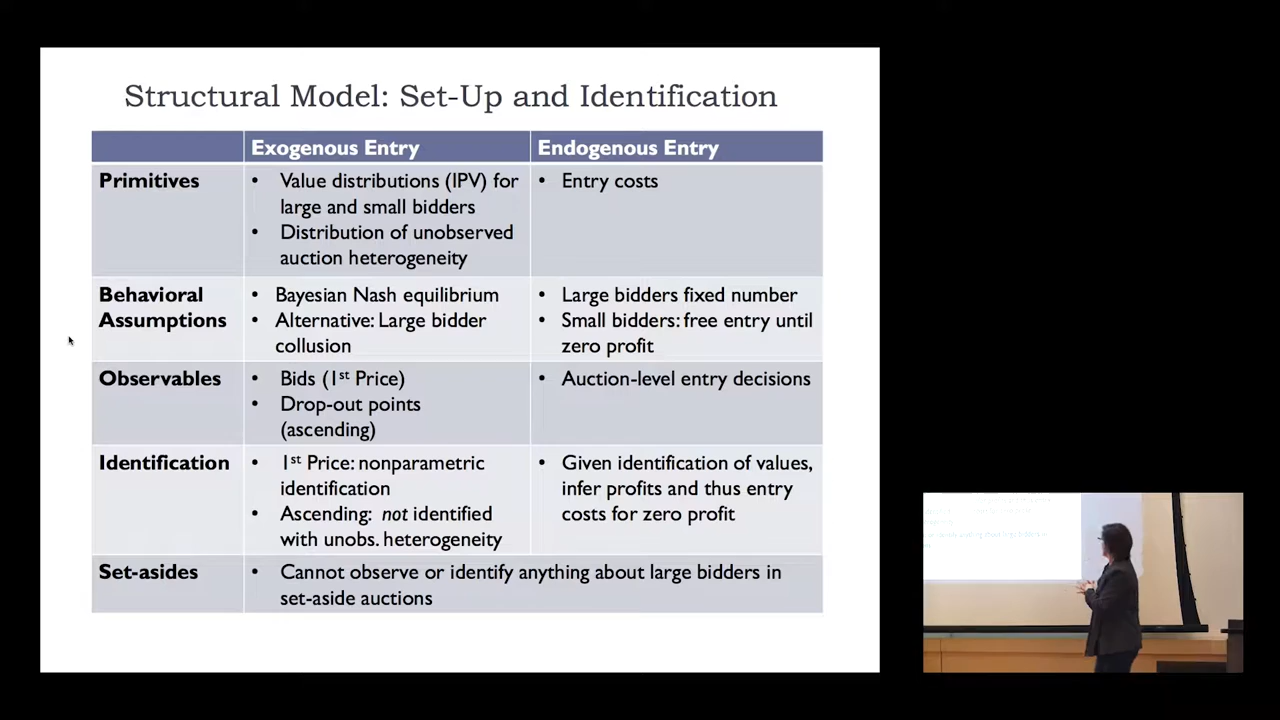 Structural Model: Set-Up and Identification
Exogenous Entry
Endogenous Entry
Primitives
• Value distributions (IPV) for
large and small bidders
• Distribution of unobserved
auction heterogeneity
• Entry costs
Behavioral
Assumptions
• Bayesian Nash equilibrium
• Alternative: Large bidder
collusion
• Large bidders fixed number
• Small bidders: free entry until
zero profit
Observables
• Bids (1st Price)
• Drop-out points
(ascending)
• Auction-level entry decisions
Identification
• 1st Price: nonparametric
identification
• Ascending: not identified
with unobs. heterogeneity
• Given identification of values,
infer profits and thus entry
costs for zero profit
Set-asides
• Cannot observe or identify anything about large bidders in
set-aside auctions